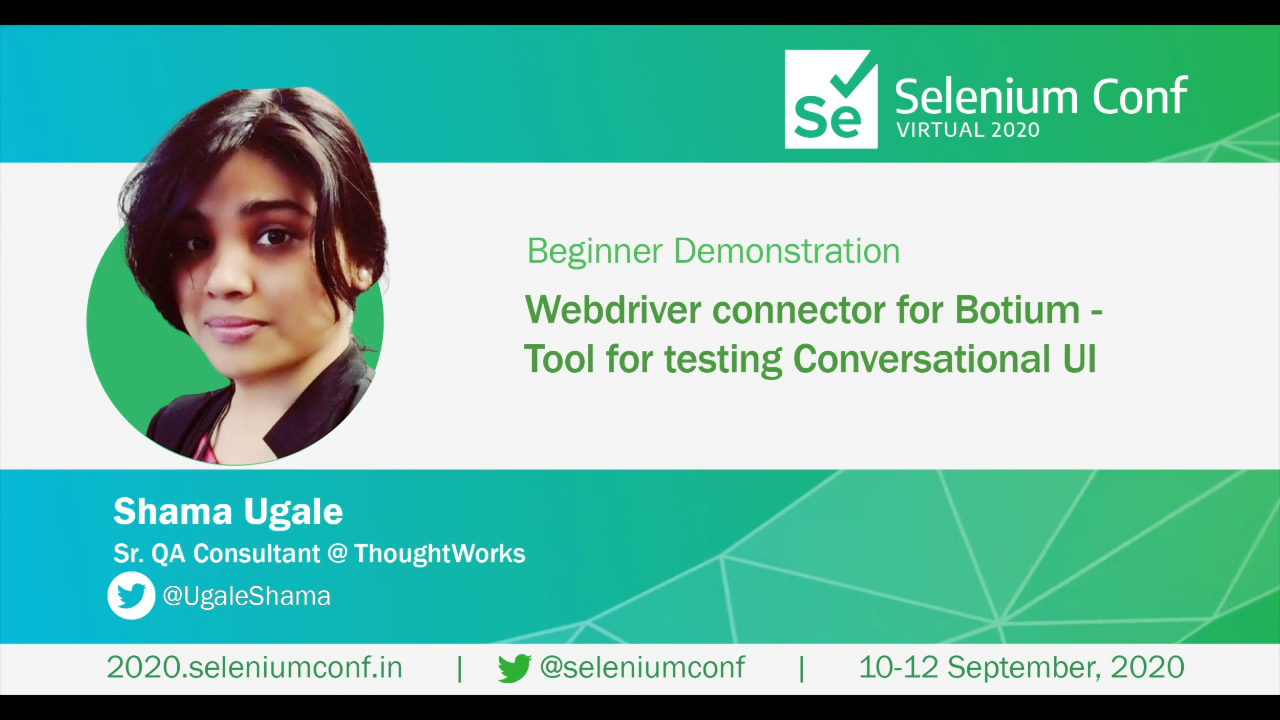 Se
Selenium Conf
VIRTUAL 2020
Beginner Demonstration
Webdriver connector for Botium -
Tool for testing Conversational UI
Shama Ugale
Sr. QA Consultant @ ThoughtWorks
@UgaleShama
2020.seleniumconf.in | @seleniumconf | 10-12 September, 2020